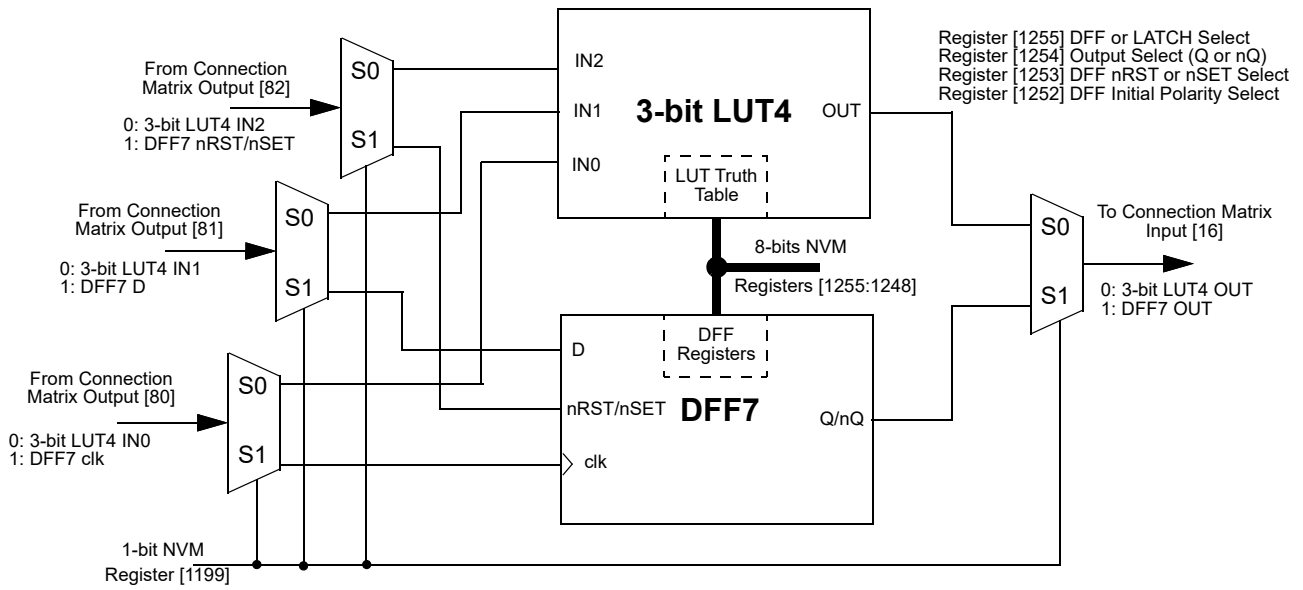 Register [1255] DFF or LATCH Select
Register [1254] Output Select (Q or nQ)
Register [1253] DFF nRST or nSET Select
Register [1252] DFF Initial Polarity Select
From Connection
Matrix Output [82]
0: 3-bit LUT4 IN2
1: DFF7 nRST/nSET
S0
S1
IN2
IN1
IN0
3-bit LUT4
OUT
LUT Truth
Table
From Connection
Matrix Output [81]
0: 3-bit LUT4 IN1
1: DFF7 D
S0
S1
8-bits NVM
Registers [1255:1248]
S0
S1
To Connection Matrix
Input [16]
0: 3-bit LUT4 OUT
1: DFF7 OUT
From Connection
Matrix Output [80]
0: 3-bit LUT4 IN0
1: DFF7 clk
S0
S1
D
nRST/nSET
clk
DFF
Registers
DFF7
Q/nQ
1-bit NVM
Register [1199]